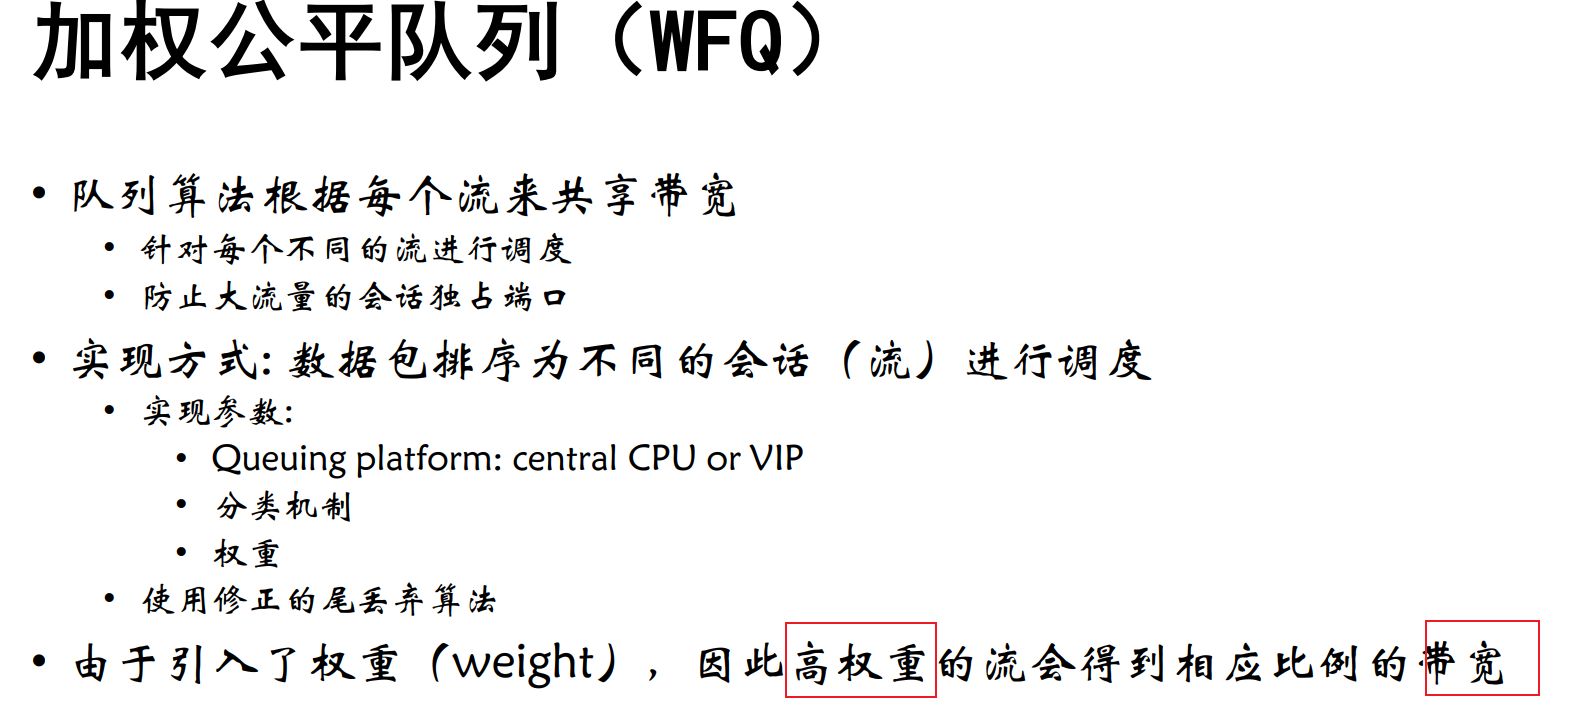 加权公平队列（WFQ）
• 队列算法根据每个流来共享带宽
• 针对每个不同的流进行调度
• 防止大流量的会话独占端口
• 实现方式: 数据包排序为不同的会话（流）进行调度
• 实现参数:
• Queuing platform: central CPU or VIP
• 分类机制
• 权重
• 使用修正的尾丢弃算法
• 由于引入了权重（weight），因此高权重的流会得到相应比例的带宽